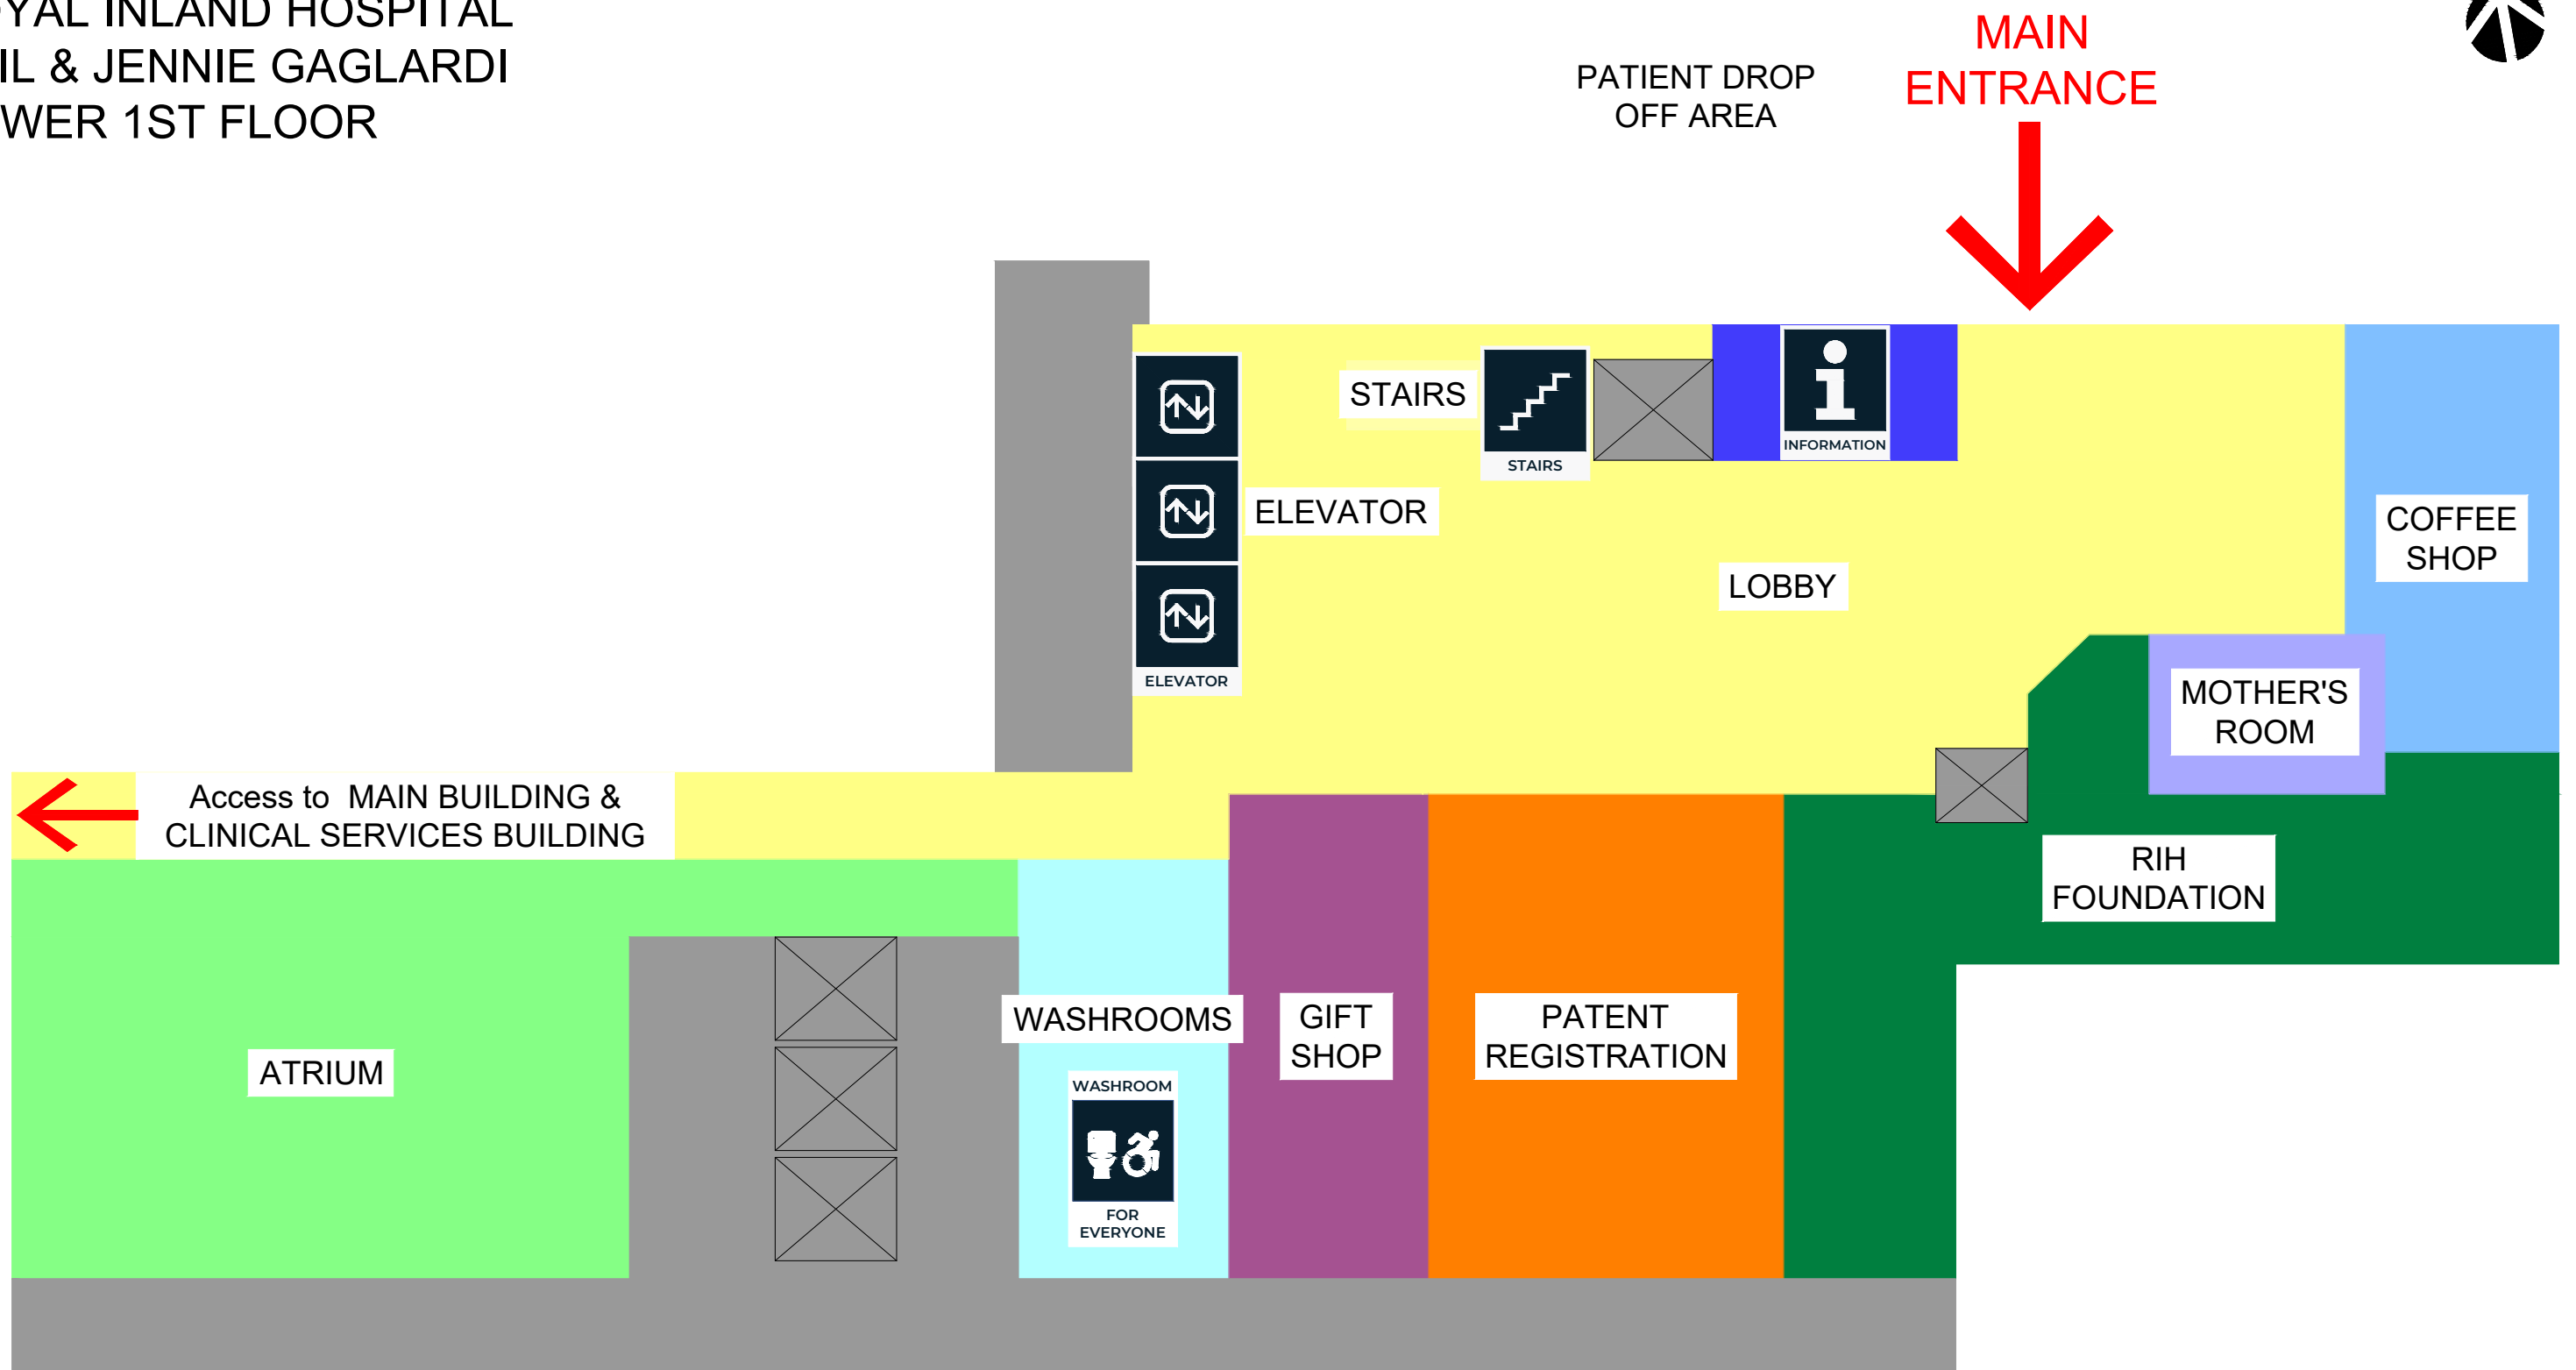 YAL INLAND HOSPITAL
IL & JENNIE GAGLARDI
WER 1ST FLOOR
PATIENT DROP
OFF AREA
MAIN
ENTRANCE
STAIRS
STAIRS
INFORMATION
ELEVATOR
ELEVATOR
LOBBY
COFFEE
SHOP
MOTHER'S
ROOM
Access to MAIN BUILDING &
CLINICAL SERVICES BUILDING
RIH
FOUNDATION
ATRIUM
WASHROOMS
WASHROOM
FOR
EVERYONE
GIFT
SHOP
PATENT
REGISTRATION